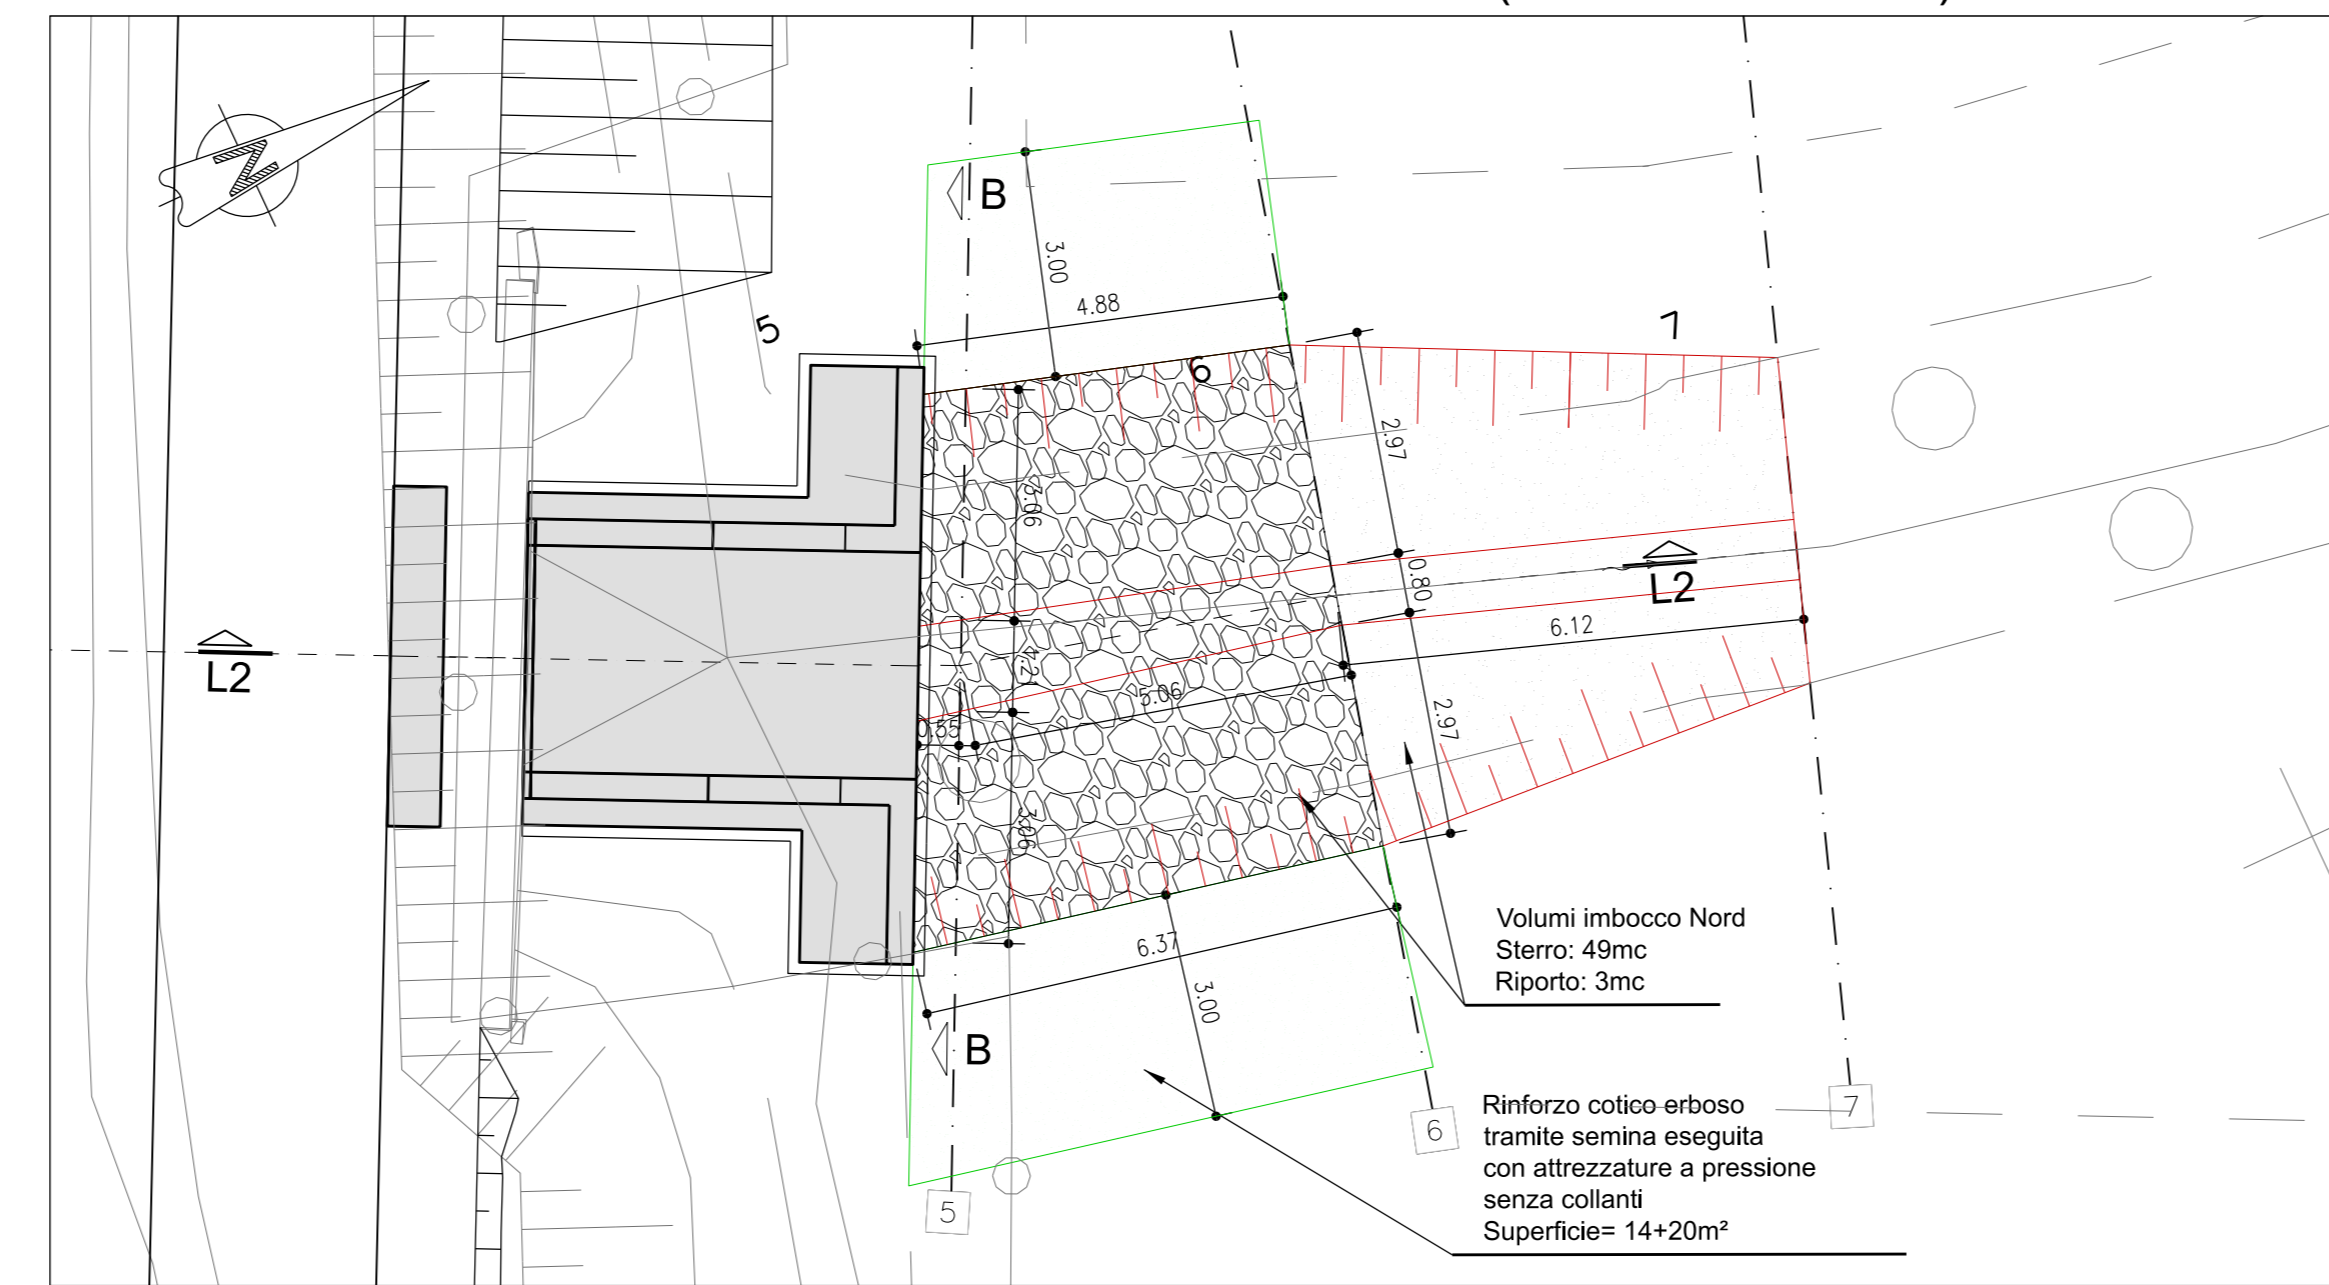 N
B
3.00
4.88
5
6
7
2.97
3.06
0.80
L2
L2
6.12
5.06
0.55
2.97
3.06
6.37
3.00
B
Volumi imbocco Nord
Sterro: 49mc
Riporto: 3mc
Rinforzo cotico erboso
tramite semina eseguita
con attrezzature a pressione
senza collanti
Superficie= 14+20m²
5
6
7